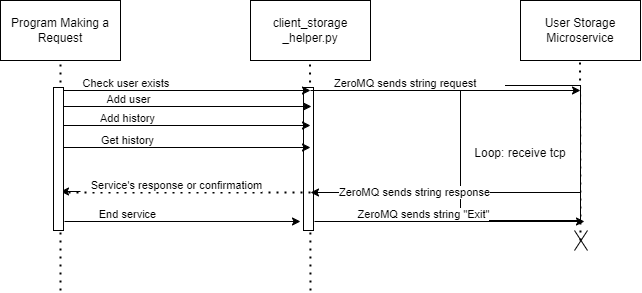 Program Making a
Request
client_storage
_helper.py
User Storage
Microservice
Check user exists
ZeroMQ sends string request
Add user
Add history
Get history
Loop: receive tcp
Service's response or confirmatiom
ZeroMQ sends string response
End service
ZeroMQ sends string "Exit"